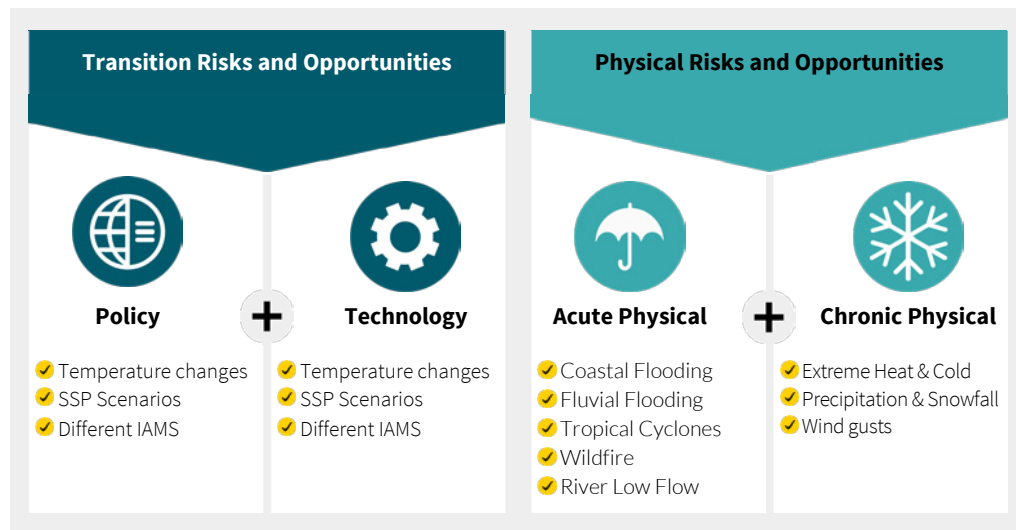 Transition Risks and Opportunities
Policy
Temperature changes
SSP Scenarios
Different IAMS
Technology
Temperature changes
SSP Scenarios
Different IAMS
Physical Risks and Opportunities
Acute Physical
Coastal Flooding
Fluvial Flooding
Tropical Cyclones
Wildfire
River Low Flow
Chronic Physical
Extreme Heat & Cold
Precipitation & Snowfall
Wind gusts